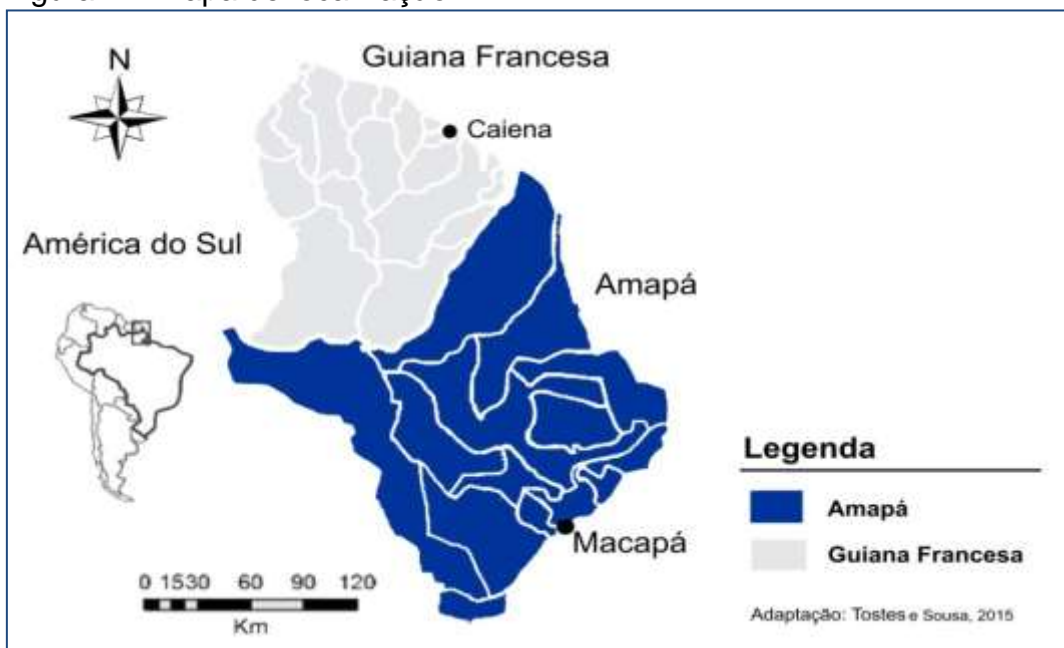 N
Guiana Francesa
Caiena
América do Sul
Amapá
Legenda
Amapá
Macapá
Guiana Francesa
0 1530 60 90 120
Km
Adaptação: Tostes e Sousa, 2015